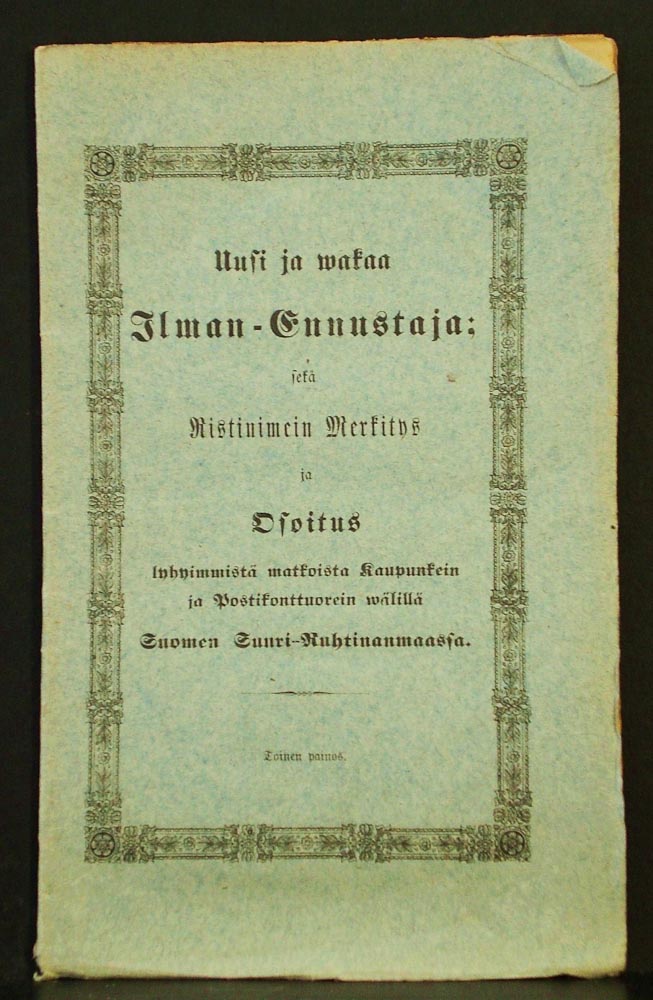 Uusi ja wakaa
Ilman-Ennustaja;
sekä
Ristinimein Merkitys
ja
Osoitus
lyhyimmistä matkoista Kaupunkein
ja Postikonttuorein wälillä
Suomen Suuri-Ruhtinanmaassa.
Toinen painos.